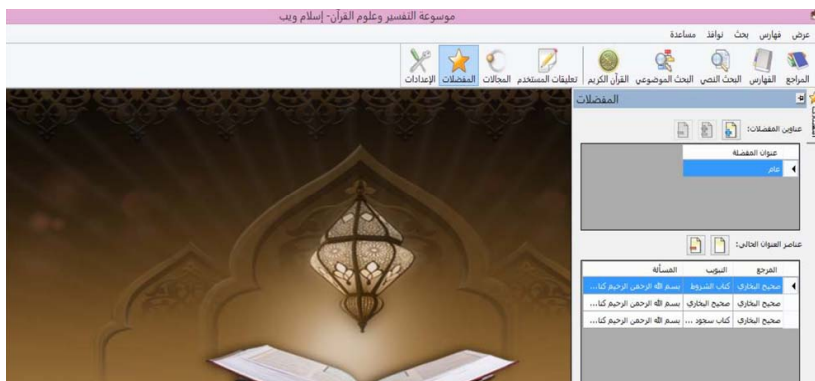 موسوعة التفسير وعلوم القرآن- إسلام ويب
عرض فهارس بحث نوافذ مساعدة
المراجع الفهارس البحث النصي البحث الموضوعي القرآن الكريم تعليقات المستخدم المجالات المفضلات الإعدادات
المفضلات
عناوين المفضلات:
عنوان المفضلة
عام
عناصر العنوان الحالي:
المرجع التبويب المسألة
صحيح البخاري كتاب الشروط بسم الله الرحمن الرحيم كتا...
صحيح البخاري صحيح البخاري بسم الله الرحمن الرحيم كتا...
صحيح البخاري كتاب سجود ... بسم الله الرحمن الرحيم كتا...